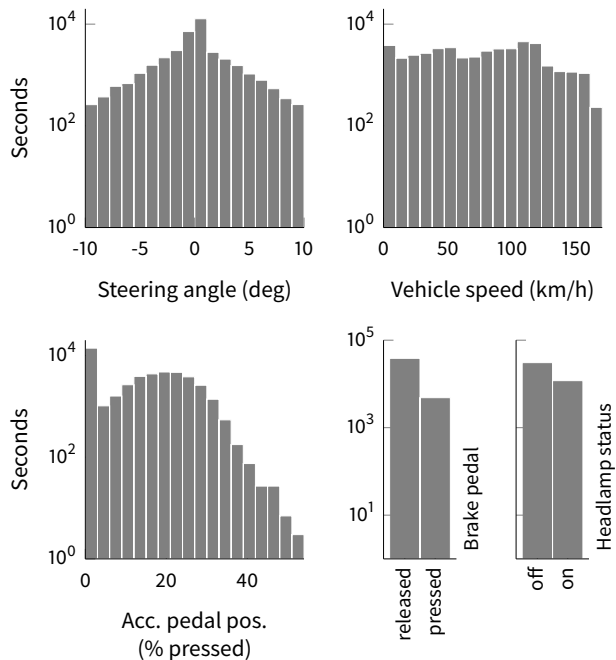 10^4
10^2
10^0
Seconds
-10 -5 0 5 10
Steering angle (deg)
10^4
10^2
10^0
0 50 100 150
Vehicle speed (km/h)
10^4
10^2
10^0
Seconds
0 20 40
Acc. pedal pos.
(% pressed)
10^5
10^3
10^1
released
pressed
Brake pedal
off
on
Headlamp status